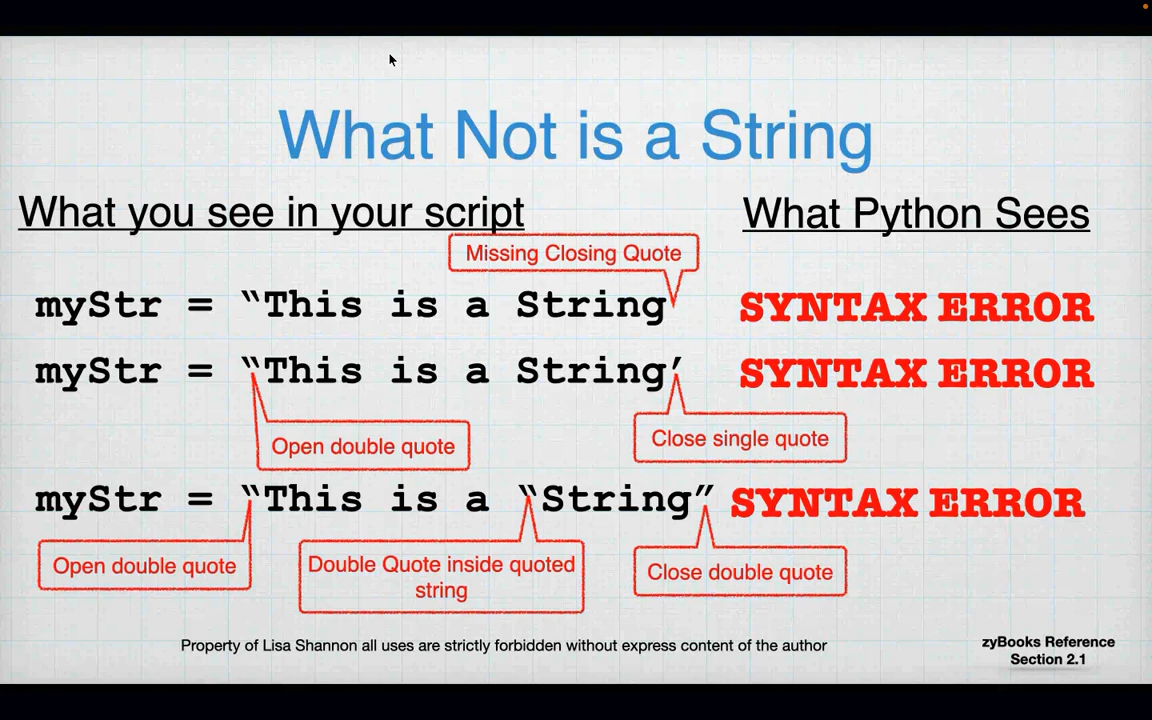 What Not is a String
What you see in your script
What Python Sees
Missing Closing Quote
myStr = “This is a String
SYNTAX ERROR
myStr = “This is a String’
SYNTAX ERROR
Open double quote
Close single quote
myStr = “This is a “String”
SYNTAX ERROR
Open double quote
Double Quote inside quoted
string
Close double quote
Property of Lisa Shannon all uses are strictly forbidden without express content of the author
zyBooks Reference
Section 2.1